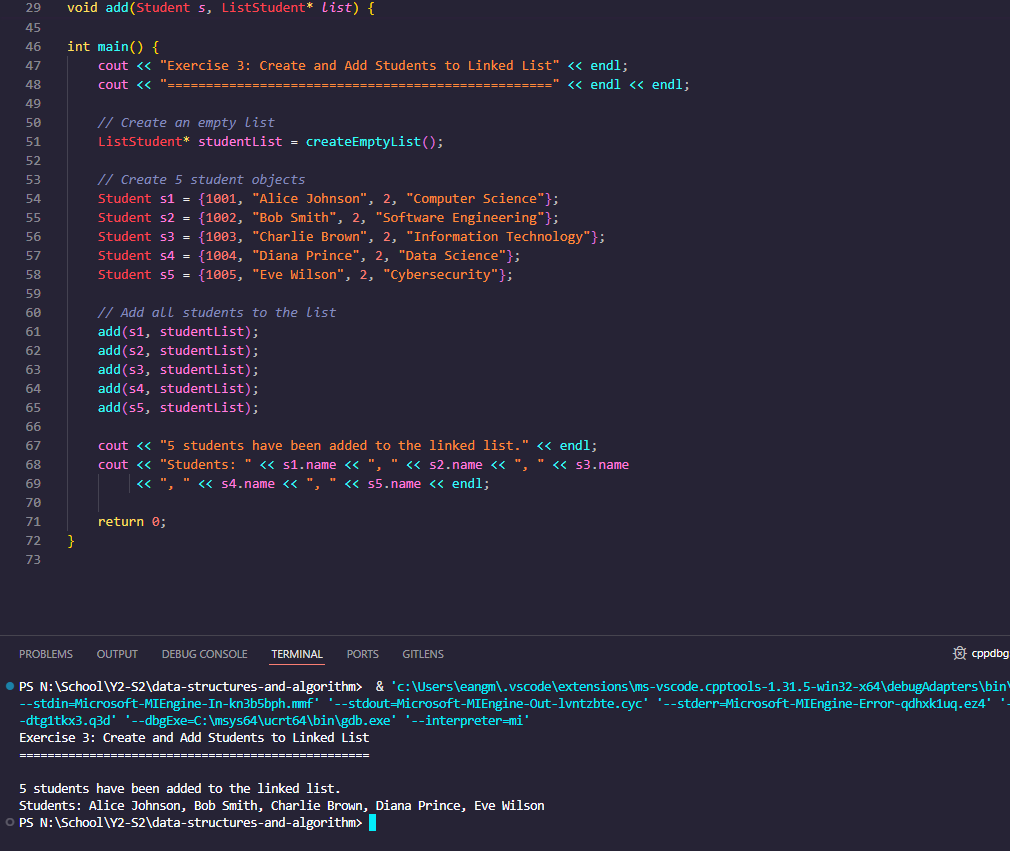 29 void add(Student s, ListStudent* list) {
45
46 int main() {
47 cout << "Exercise 3: Create and Add Students to Linked List" << endl;
48 cout << "==================================================" << endl << endl;
49
50 // Create an empty list
51 ListStudent* studentList = createEmptyList();
52
53 // Create 5 student objects
54 Student s1 = {1001, "Alice Johnson", 2, "Computer Science"};
55 Student s2 = {1002, "Bob Smith", 2, "Software Engineering"};
56 Student s3 = {1003, "Charlie Brown", 2, "Information Technology"};
57 Student s4 = {1004, "Diana Prince", 2, "Data Science"};
58 Student s5 = {1005, "Eve Wilson", 2, "Cybersecurity"};
59
60 // Add all students to the list
61 add(s1, studentList);
62 add(s2, studentList);
63 add(s3, studentList);
64 add(s4, studentList);
65 add(s5, studentList);
66
67 cout << "5 students have been added to the linked list." << endl;
68 cout << "Students: " << s1.name << ", " << s2.name << ", " << s3.name
69 << ", " << s4.name << ", " << s5.name << endl;
70
71 return 0;
72 }
73
PROBLEMS OUTPUT DEBUG CONSOLE TERMINAL PORTS GITLENS cppdbg
PS N:\School\Y2-S2\data-structures-and-algorithm> & 'c:\Users\eangm\.vscode\extensions\ms-vscode.cpptools-1.31.5-win32-x64\debugAdapters\bin\
--stdin=Microsoft-MIEngine-In-kn3b5bph.mmf' '--stdout=Microsoft-MIEngine-Out-lvntzbte.cyc' '--stderr=Microsoft-MIEngine-Error-qdhxk1uq.ez4' '-
-dtg1tkx3.q3d' '--dbgExe=C:\msys64\ucrt64\bin\gdb.exe' '--interpreter=mi'
Exercise 3: Create and Add Students to Linked List
==================================================
5 students have been added to the linked list.
Students: Alice Johnson, Bob Smith, Charlie Brown, Diana Prince, Eve Wilson
PS N:\School\Y2-S2\data-structures-and-algorithm>